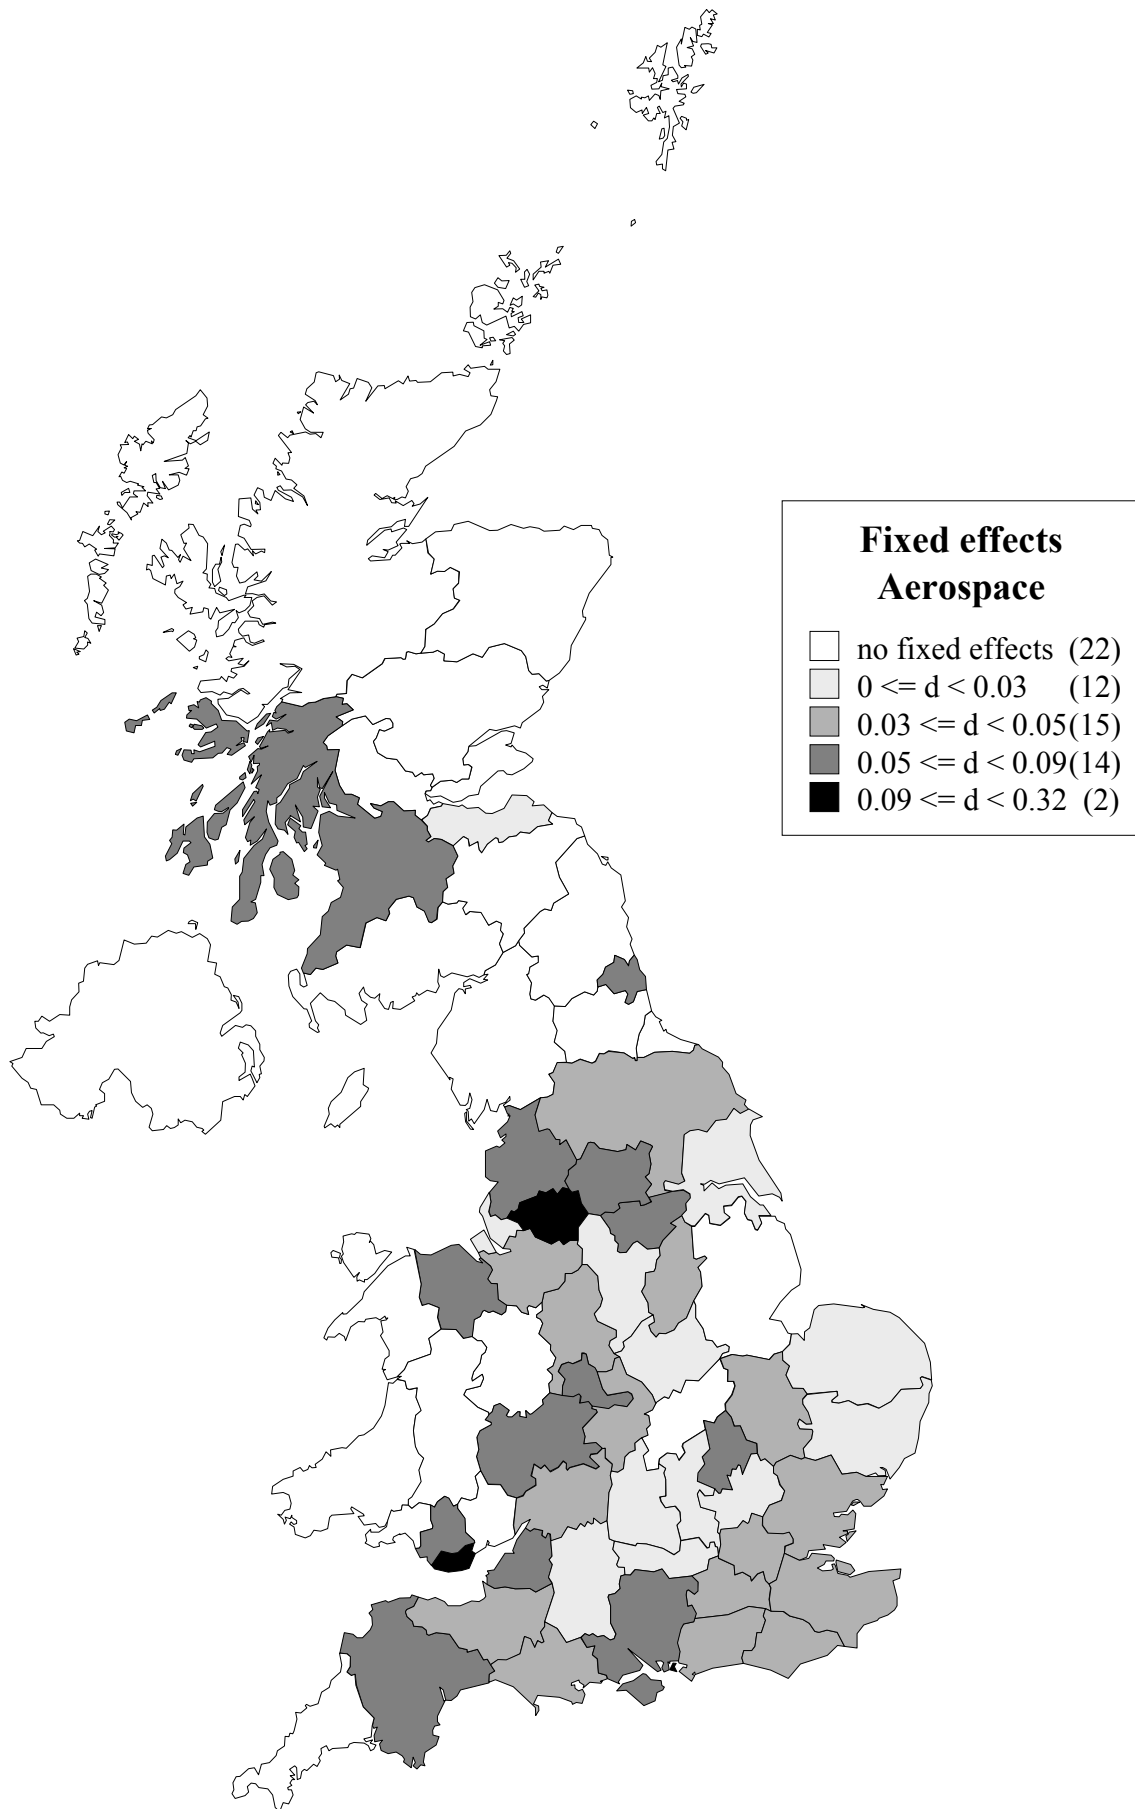 Fixed effects
Aerospace
no fixed effects (22)
0 <= d < 0.03 (12)
0.03 <= d < 0.05 (15)
0.05 <= d < 0.09 (14)
0.09 <= d < 0.32 (2)